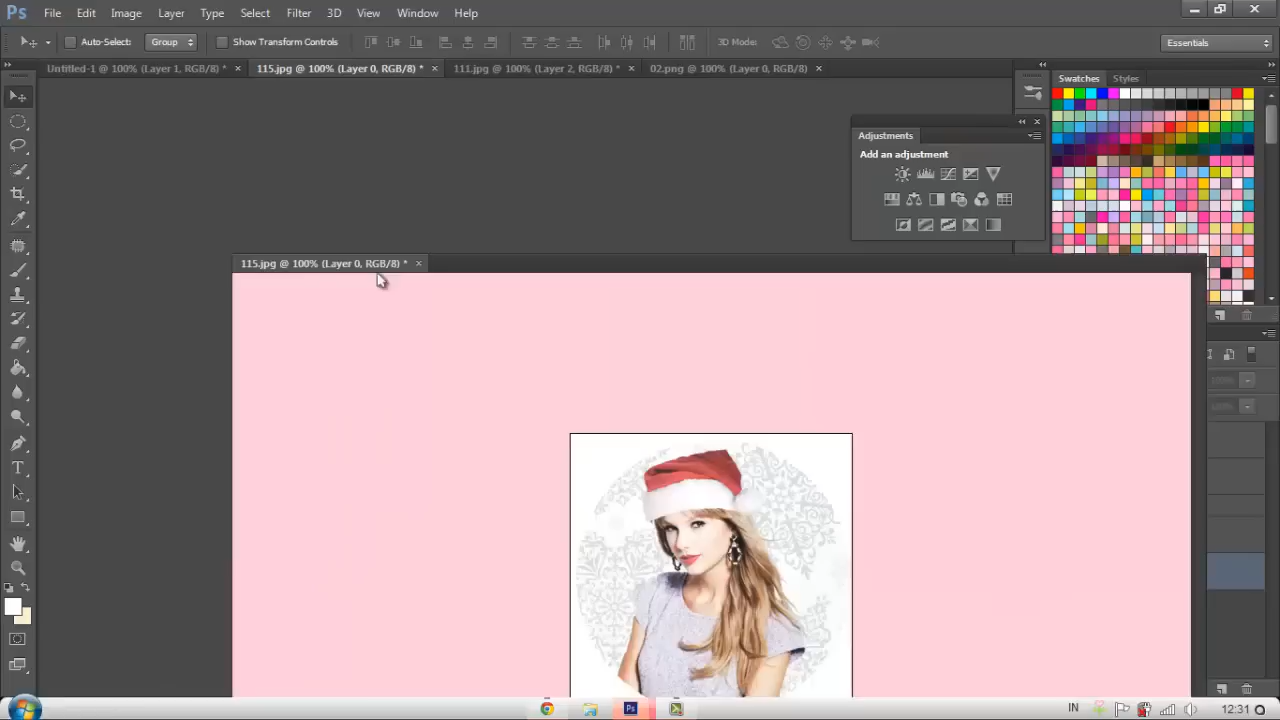 Ps File Edit Image Layer Type Select Filter 3D View Window Help
Auto-Select: Group Show Transform Controls 3D Mode: Essentials
Untitled-1 @ 100% (Layer 1, RGB/8) * × 115.jpg @ 100% (Layer 0, RGB/8) * × 111.jpg @ 100% (Layer 2, RGB/8) * × 02.png @ 100% (Layer 0, RGB/8) ×
Swatches Styles
Adjustments
Add an adjustment
115.jpg @ 100% (Layer 0, RGB/8) * ×
100%
100%
T
Ps IN 12:31